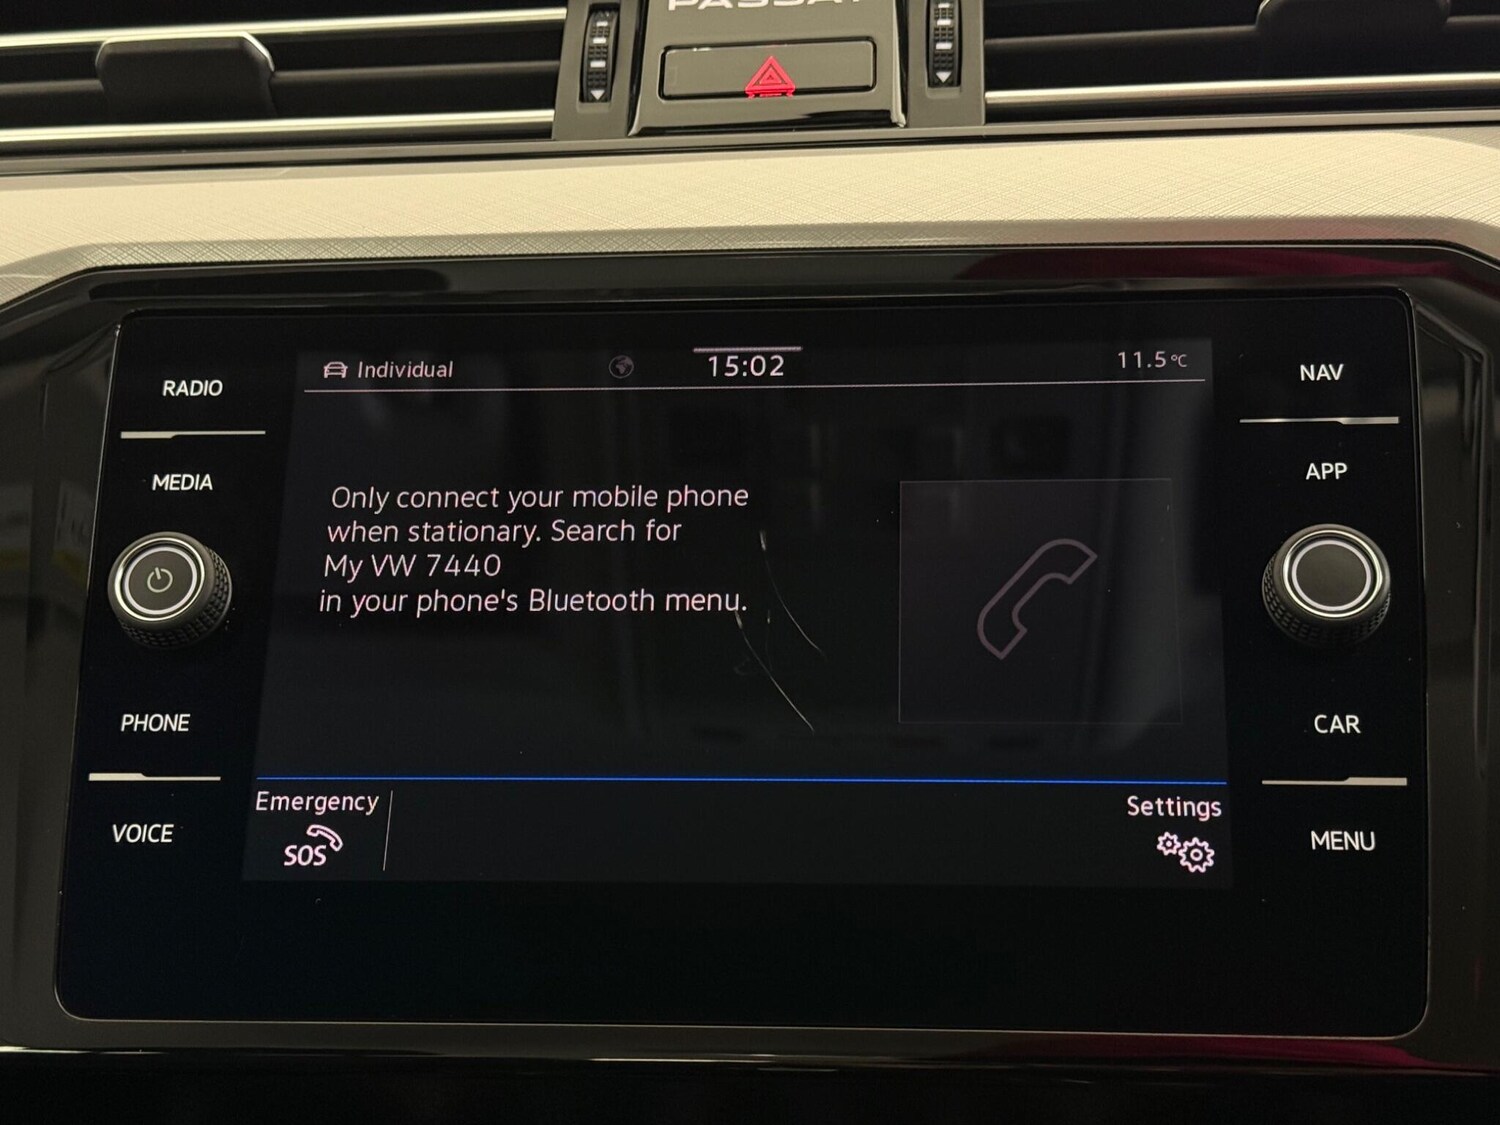 PASSAT
RADIO
MEDIA
PHONE
VOICE
Individual
15:02
11.5°C
Only connect your mobile phone
when stationary. Search for
My VW 7440
in your phone's Bluetooth menu.
Emergency
SOS
Settings
NAV
APP
CAR
MENU